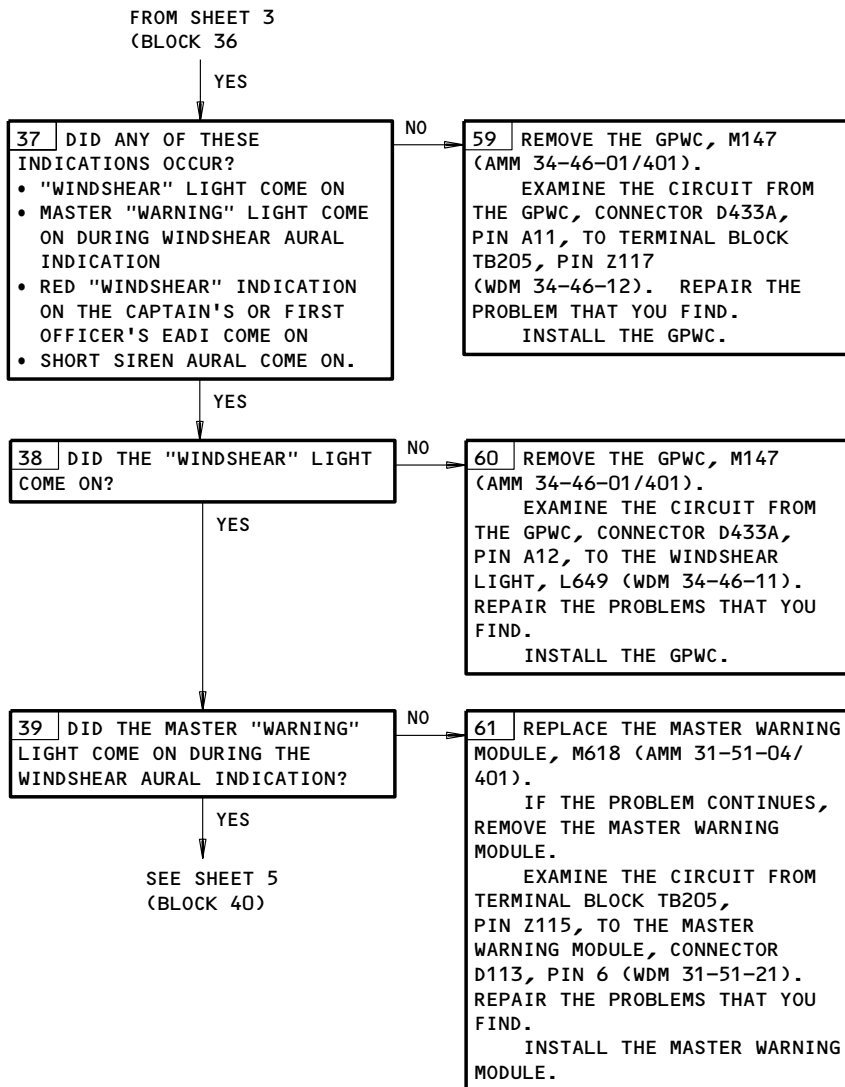 FROM SHEET 3
(BLOCK 36
YES
37 DID ANY OF THESE
INDICATIONS OCCUR?
• "WINDSHEAR" LIGHT COME ON
• MASTER "WARNING" LIGHT COME
ON DURING WINDSHEAR AURAL
INDICATION
• RED "WINDSHEAR" INDICATION
ON THE CAPTAIN'S OR FIRST
OFFICER'S EADI COME ON
• SHORT SIREN AURAL COME ON.
NO
59 REMOVE THE GPWC, M147
(AMM 34-46-01/401).
EXAMINE THE CIRCUIT FROM
THE GPWC, CONNECTOR D433A,
PIN A11, TO TERMINAL BLOCK
TB205, PIN Z117
(WDM 34-46-12). REPAIR THE
PROBLEM THAT YOU FIND.
INSTALL THE GPWC.
YES
38 DID THE "WINDSHEAR" LIGHT
COME ON?
NO
60 REMOVE THE GPWC, M147
(AMM 34-46-01/401).
EXAMINE THE CIRCUIT FROM
THE GPWC, CONNECTOR D433A,
PIN A12, TO THE WINDSHEAR
LIGHT, L649 (WDM 34-46-11).
REPAIR THE PROBLEMS THAT YOU
FIND.
INSTALL THE GPWC.
YES
39 DID THE MASTER "WARNING"
LIGHT COME ON DURING THE
WINDSHEAR AURAL INDICATION?
NO
61 REPLACE THE MASTER WARNING
MODULE, M618 (AMM 31-51-04/
401).
IF THE PROBLEM CONTINUES,
REMOVE THE MASTER WARNING
MODULE.
EXAMINE THE CIRCUIT FROM
TERMINAL BLOCK TB205,
PIN Z115, TO THE MASTER
WARNING MODULE, CONNECTOR
D113, PIN 6 (WDM 31-51-21).
REPAIR THE PROBLEMS THAT YOU
FIND.
INSTALL THE MASTER WARNING
MODULE.
YES
SEE SHEET 5
(BLOCK 40)